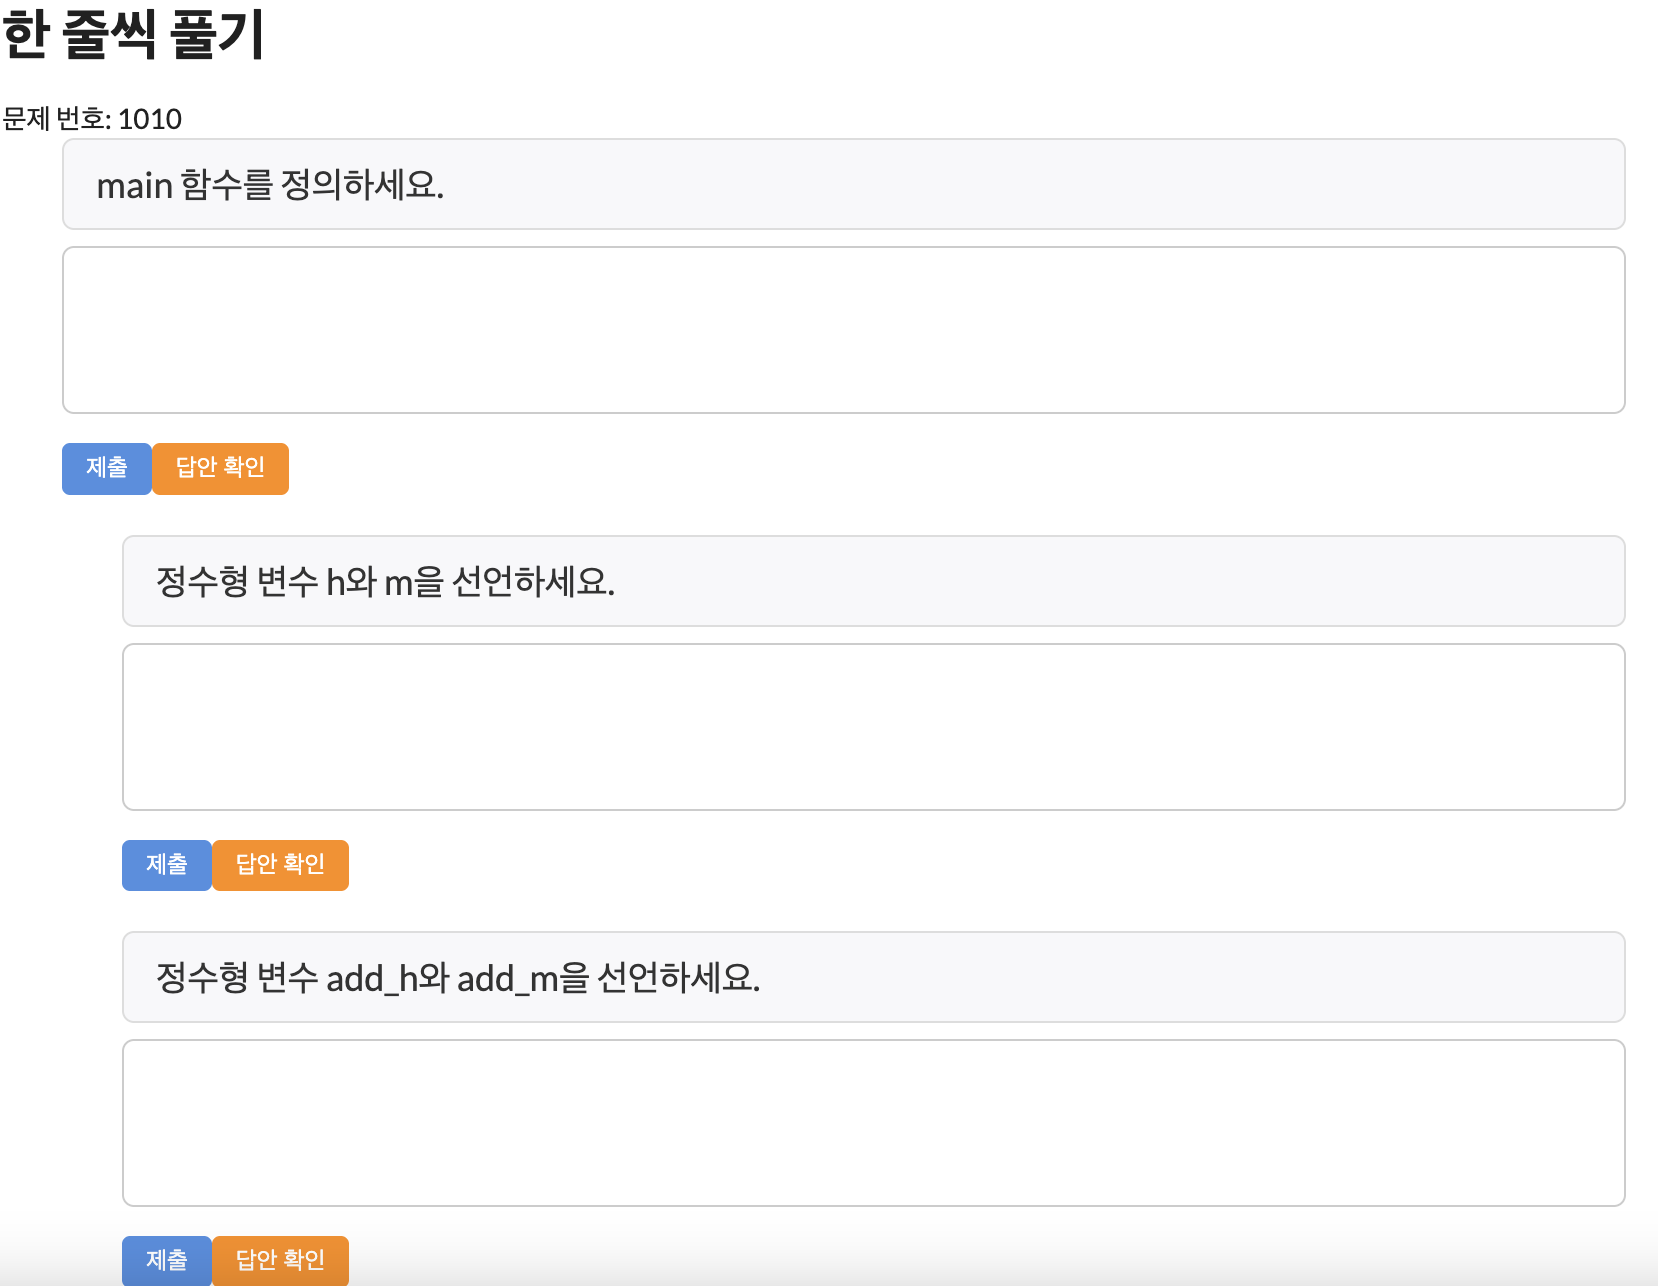 한 줄씩 풀기
문제 번호: 1010
main 함수를 정의하세요.
제출 답안 확인
정수형 변수 h와 m을 선언하세요.
제출 답안 확인
정수형 변수 add_h와 add_m을 선언하세요.
제출 답안 확인